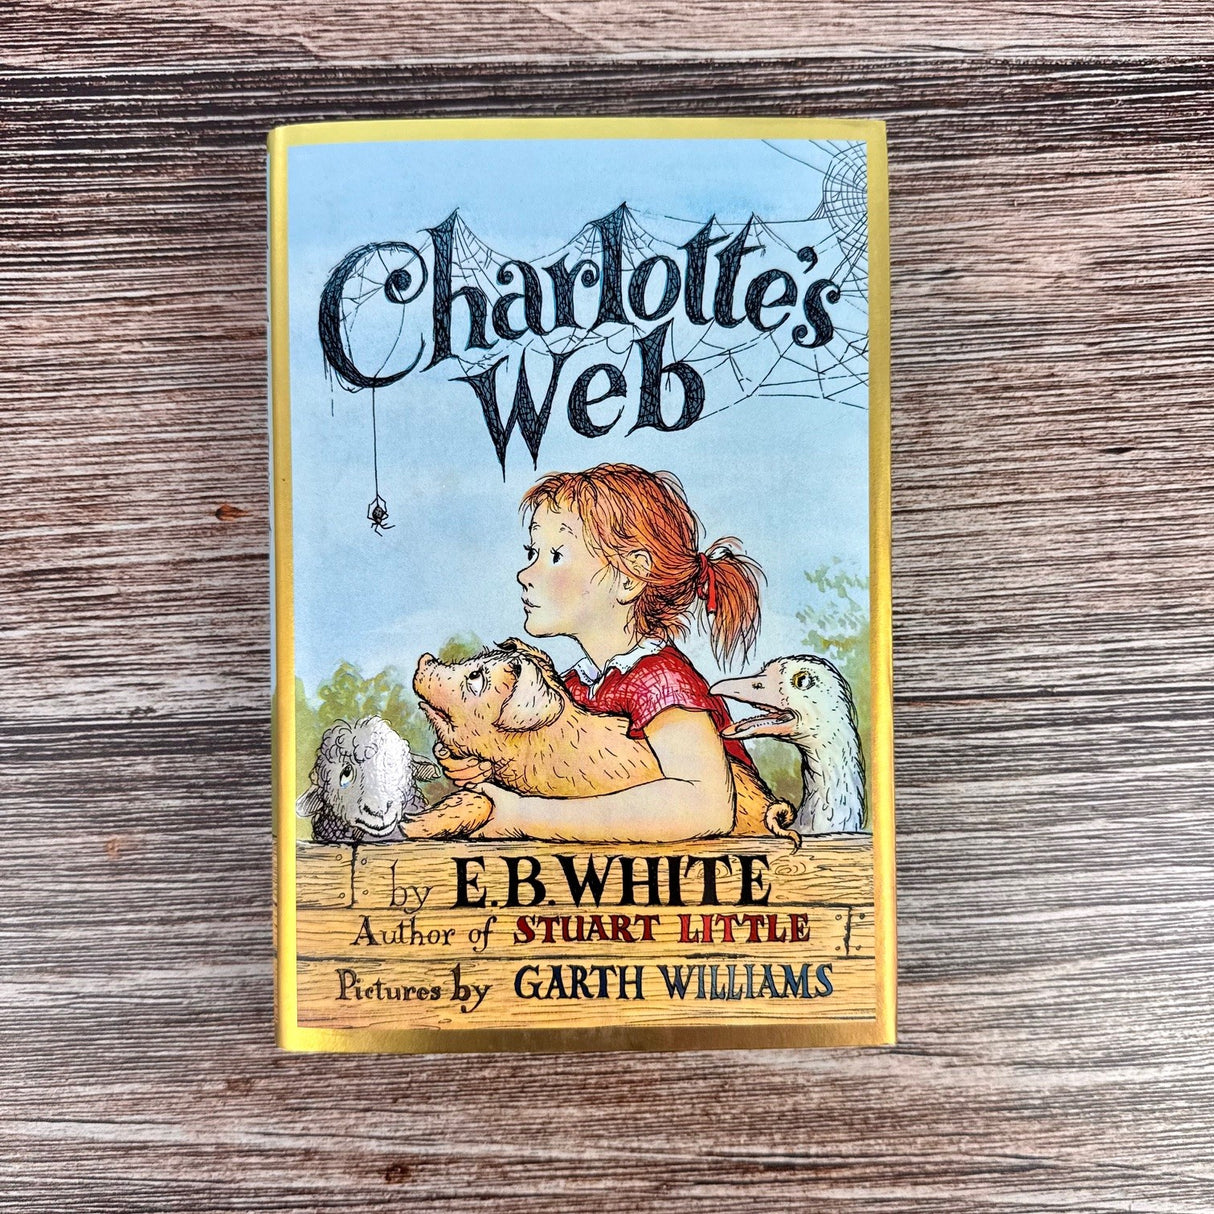 Charlotte's
Web
by E.B. WHITE
Author of STUART LITTLE
Pictures by GARTH WILLIAMS